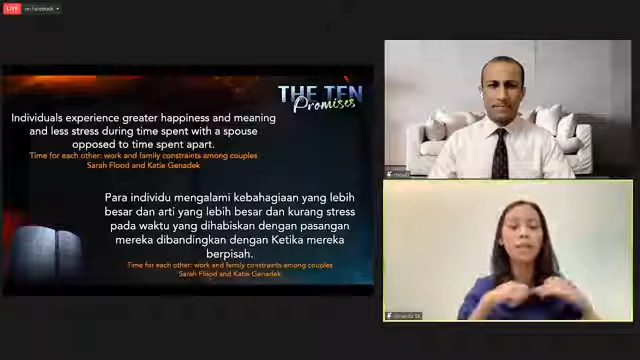 LIVE
on facebook
THE TEN
Promises
Individuals experience greater happiness and meaning
and less stress during time spent with a spouse
opposed to time spent apart.
Time for each other: work and family constraints among couples
Sarah Flood and Katie Genadek
Para individu mengalami kebahagiaan yang lebih
besar dan arti yang lebih besar dan kurang stress
pada waktu yang dihabiskan dengan pasangan
mereka dibandingkan dengan Ketika mereka
berpisah.
Time for each other: work and family constraints among couples
Sarah Flood and Katie Genadek